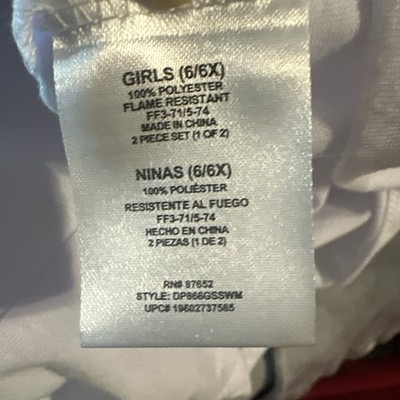 GIRLS (6/6X)
100% POLYESTER
FLAME RESISTANT
FF3-71/5-74
MADE IN CHINA
2 PIECE SET (1 OF 2)
NINAS (6/6X)
100% POLIÉSTER
RESISTENTE AL FUEGO
FF3-71/5-74
HECHO EN CHINA
2 PIEZAS (1 DE 2)
RN# 87652
STYLE: DP866GSSWM
UPC# 19602737565